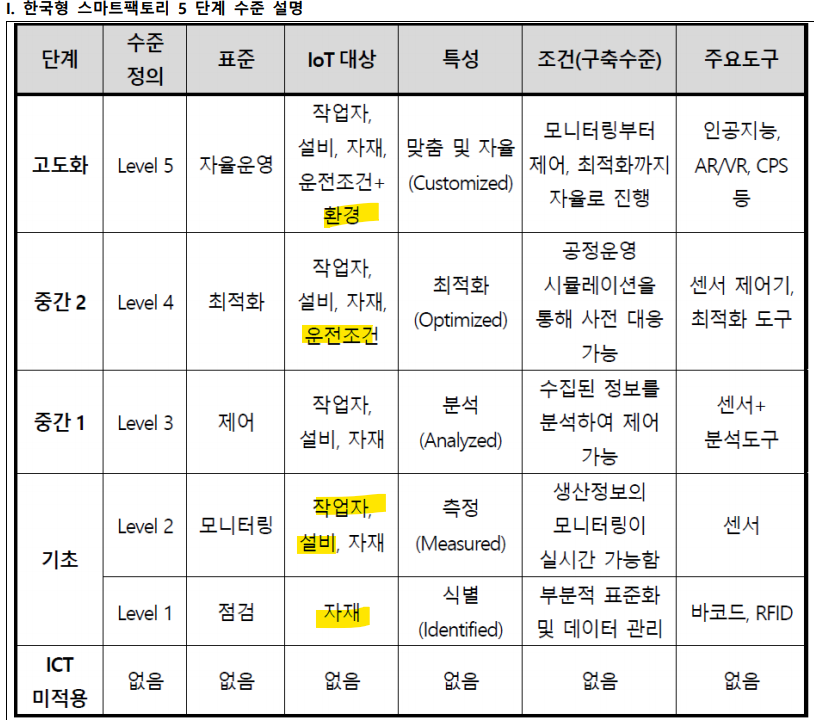 I. 한국형 스마트팩토리 5 단계 수준 설명
단계 수준 정의 표준 IoT 대상 특성 조건(구축수준) 주요도구
고도화 Level 5 자율운영 작업자, 설비, 자재, 운전조건+ 환경 맞춤 및 자율 (Customized) 모니터링부터 제어, 최적화까지 자율로 진행 인공지능, AR/VR, CPS 등
중간 2 Level 4 최적화 작업자, 설비, 자재, 운전조건 최적화 (Optimized) 공정운영 시뮬레이션을 통해 사전 대응 가능 센서 제어기, 최적화 도구
중간 1 Level 3 제어 작업자, 설비, 자재 분석 (Analyzed) 수집된 정보를 분석하여 제어 가능 센서+ 분석도구
기초 Level 2 모니터링 작업자, 설비, 자재 측정 (Measured) 생산정보의 모니터링이 실시간 가능함 센서
Level 1 점검 자재 식별 (Identified) 부분적 표준화 및 데이터 관리 바코드, RFID
ICT 미적용 없음 없음 없음 없음 없음 없음